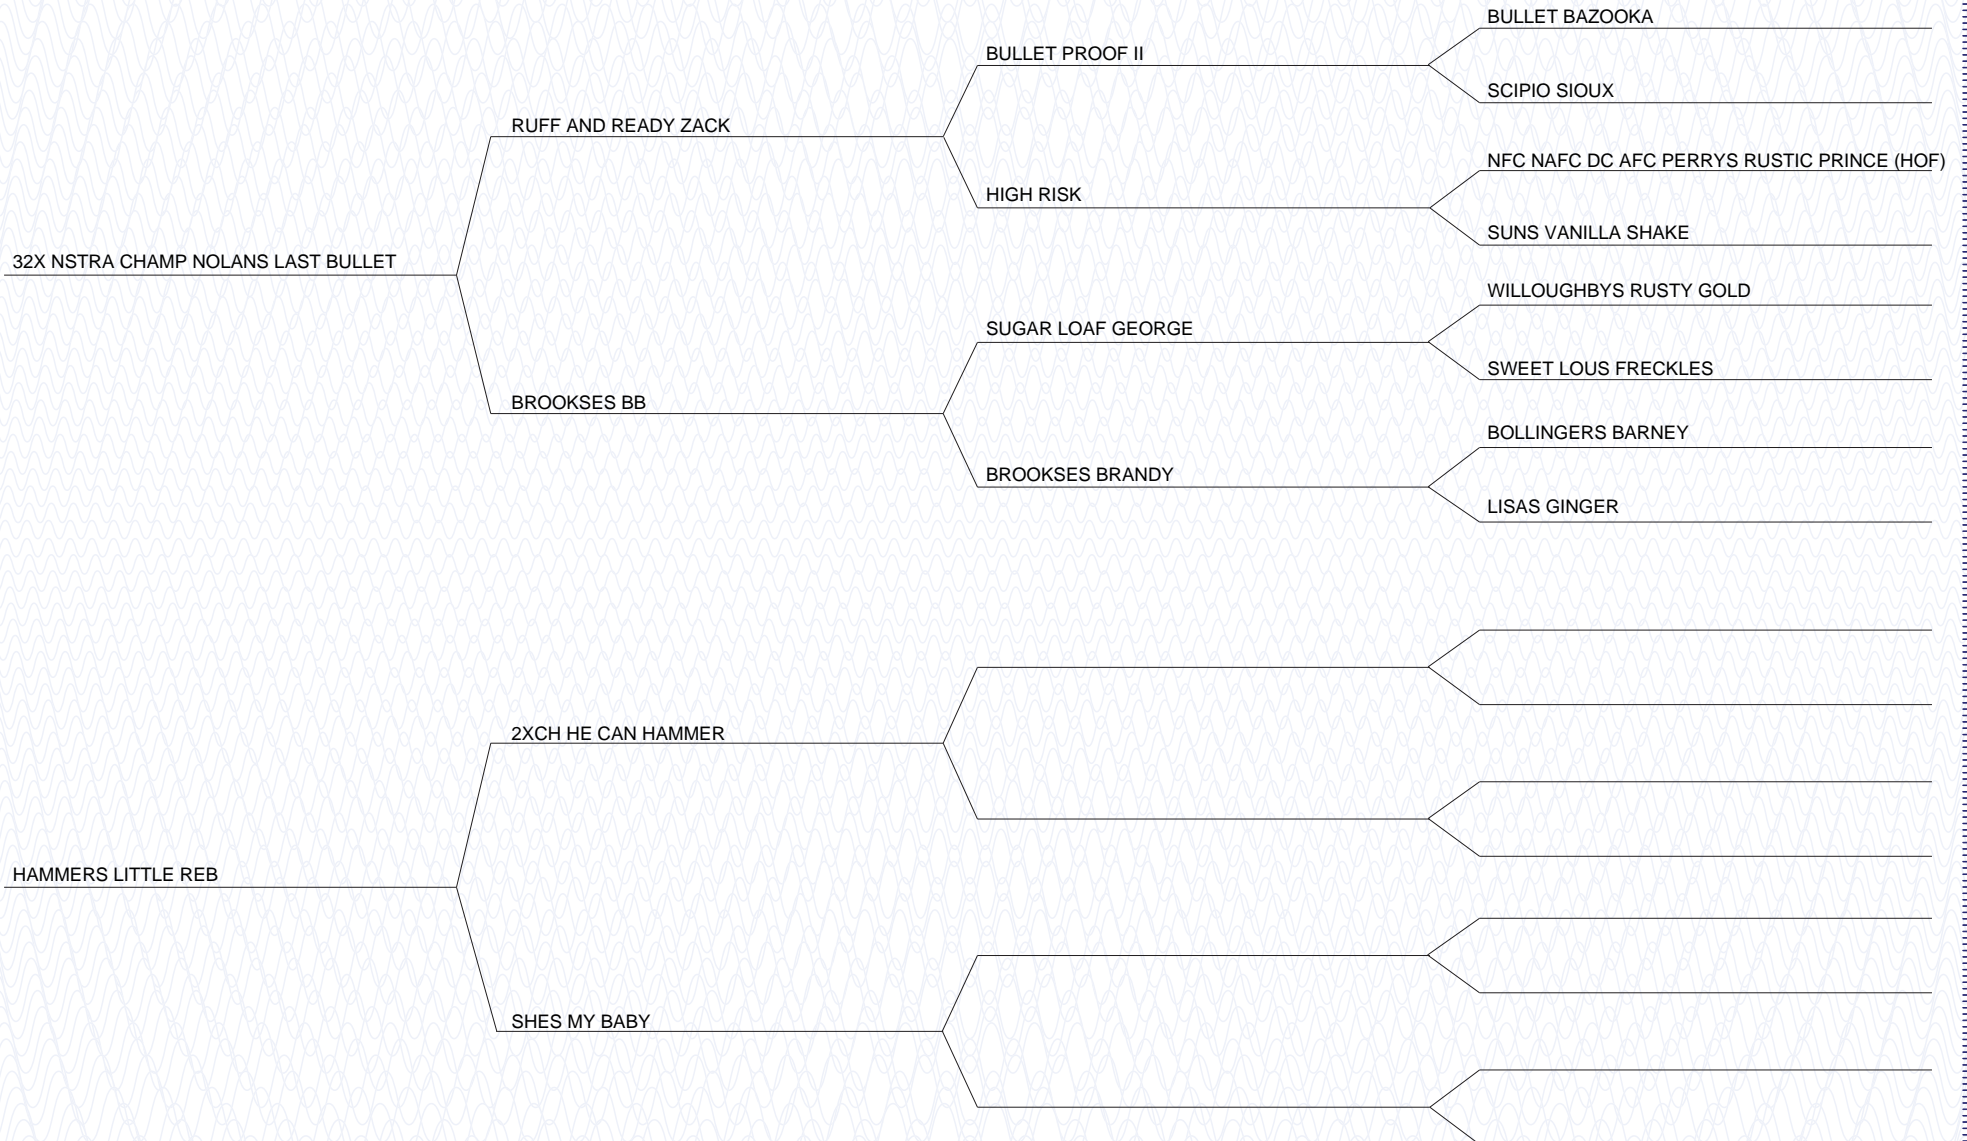 BULLET BAZOOKA
BULLET PROOF II
SCIPIO SIOUX
RUFF AND READY ZACK
NFC NAFC DC AFC PERRYS RUSTIC PRINCE (HOF)
HIGH RISK
SUNS VANILLA SHAKE
32X NSTRA CHAMP NOLANS LAST BULLET
WILLOUGHBYS RUSTY GOLD
SUGAR LOAF GEORGE
SWEET LOUS FRECKLES
BROOKSES BB
BOLLINGERS BARNEY
BROOKSES BRANDY
LISAS GINGER
2XCH HE CAN HAMMER
HAMMERS LITTLE REB
SHES MY BABY